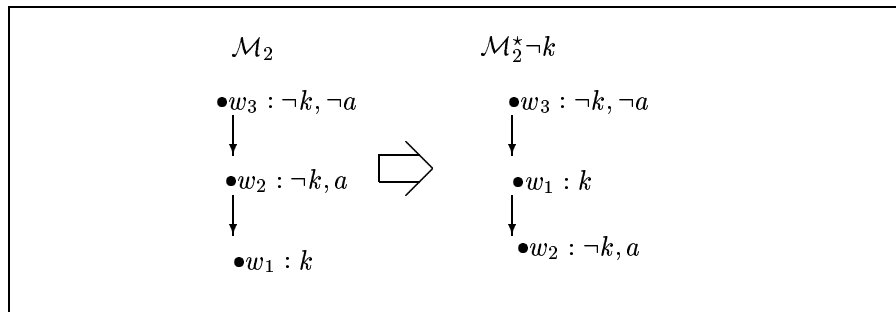 ℳ₂ ℳ₂⋆¬k
•w₃ : ¬k, ¬a •w₃ : ¬k, ¬a
•w₂ : ¬k, a •w₁ : k
•w₁ : k •w₂ : ¬k, a